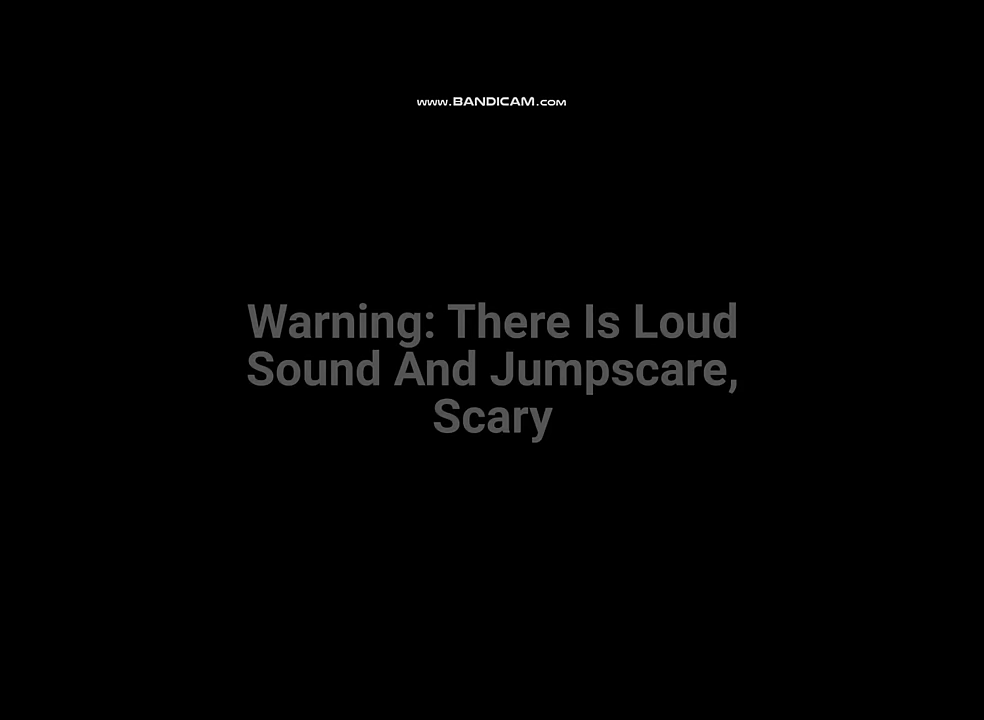 www.BANDICAM.com
Warning: There Is Loud
Sound And Jumpscare,
Scary